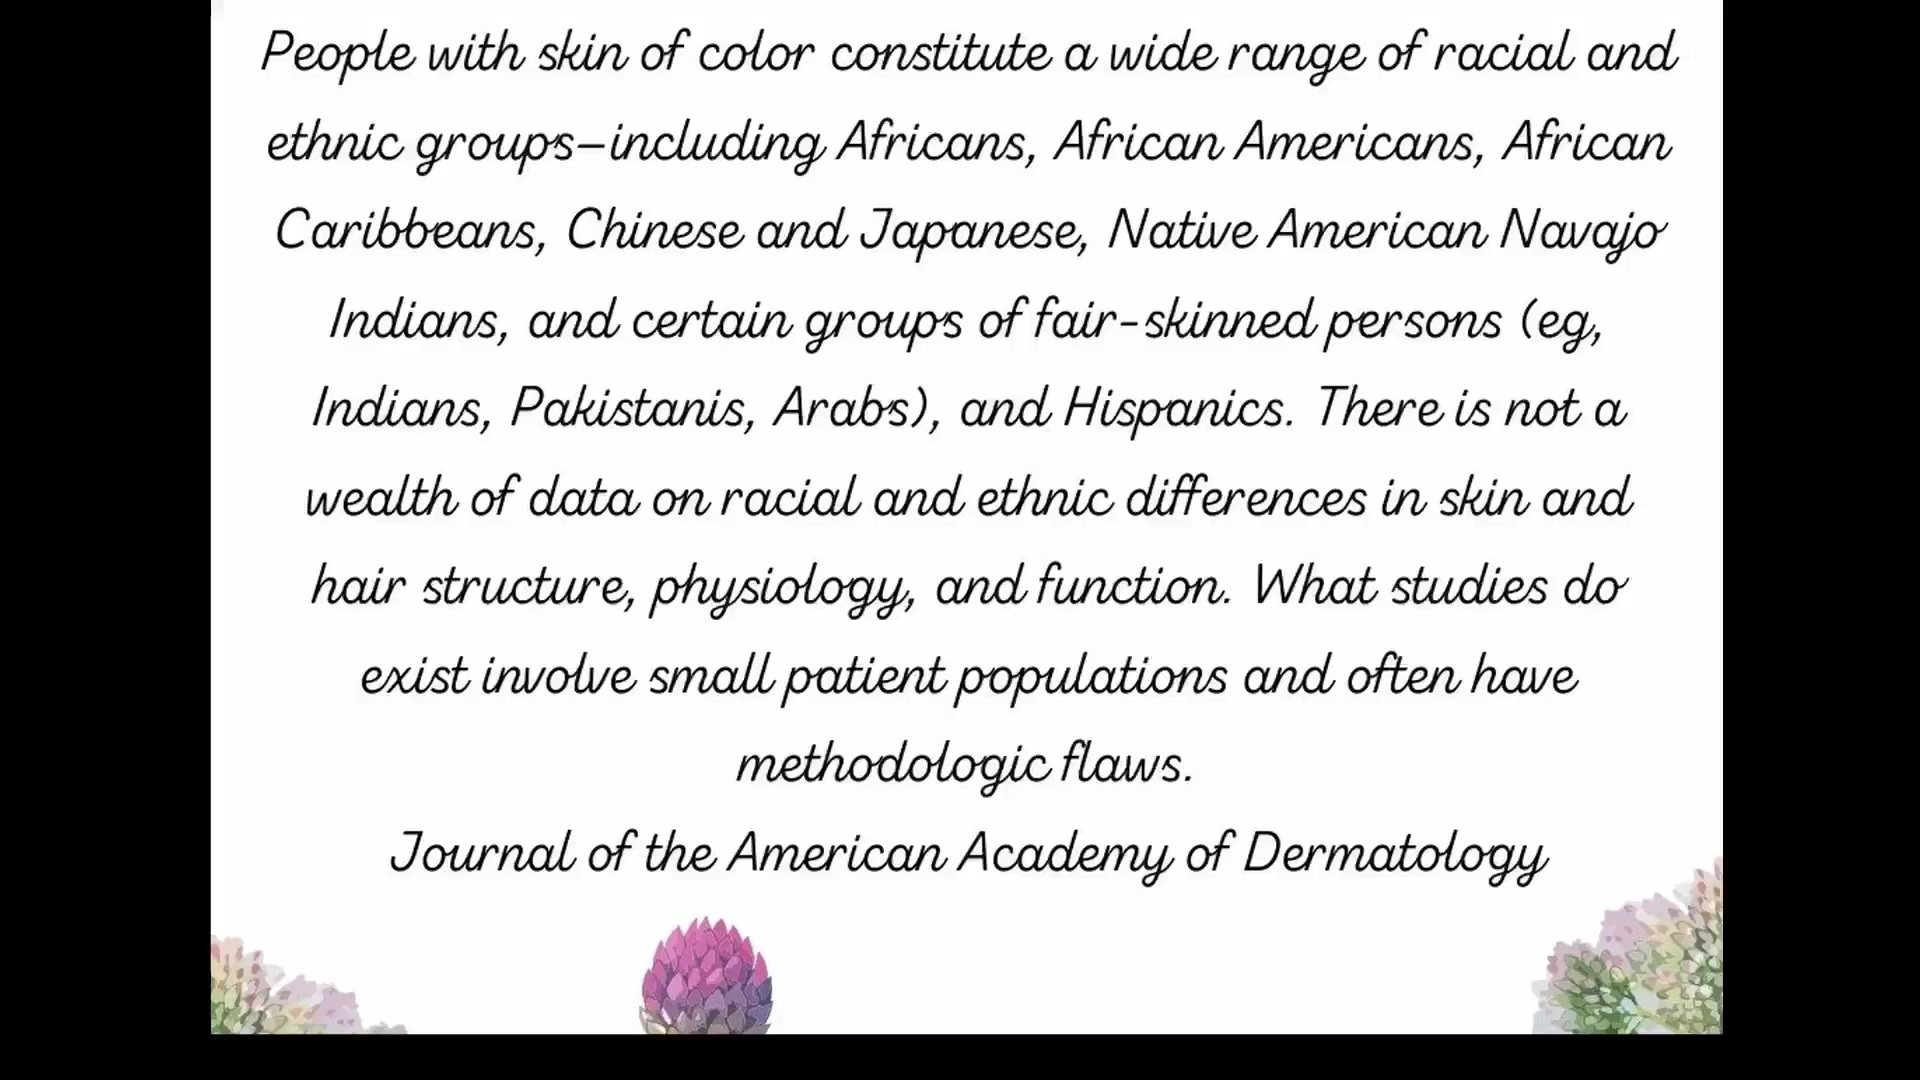 People with skin of color constitute a wide range of racial and
ethnic groups—including Africans, African Americans, African
Caribbeans, Chinese and Japanese, Native American Navajo
Indians, and certain groups of fair-skinned persons (eg,
Indians, Pakistanis, Arabs), and Hispanics. There is not a
wealth of data on racial and ethnic differences in skin and
hair structure, physiology, and function. What studies do
exist involve small patient populations and often have
methodologic flaws.
Journal of the American Academy of Dermatology